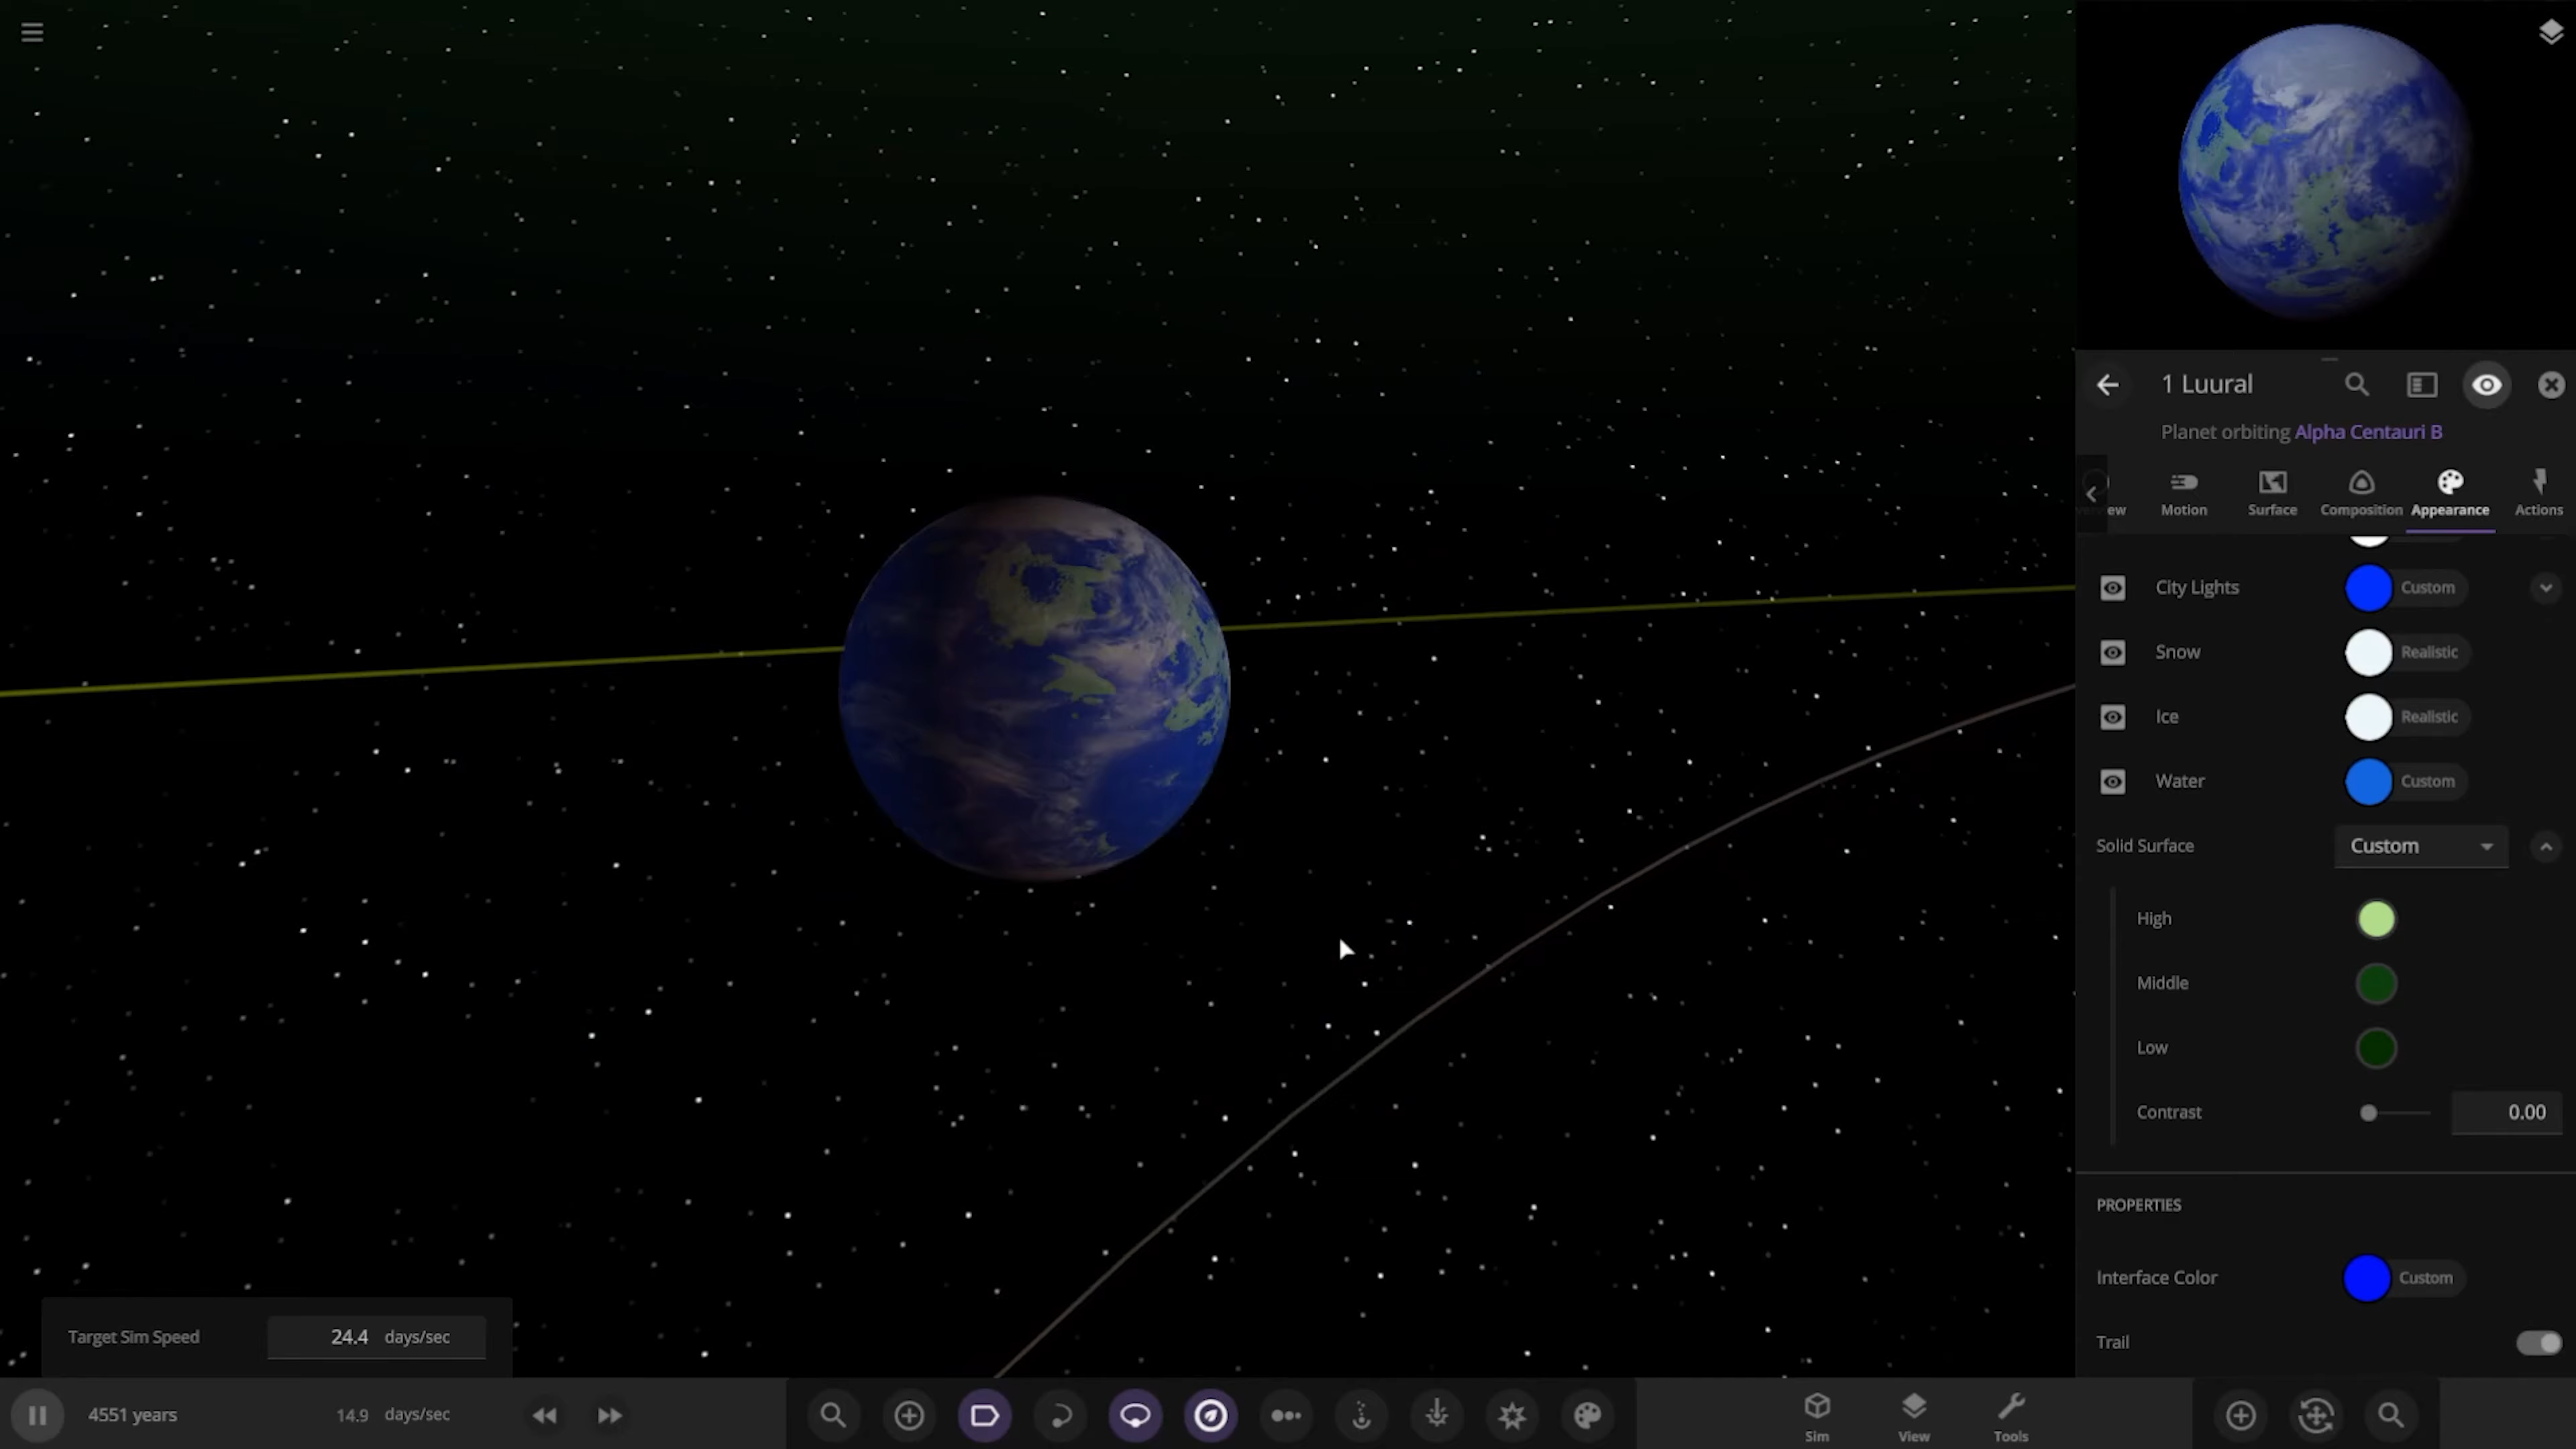 1 Luural
Planet orbiting Alpha Centauri B
ew
Motion
Surface
Composition
Appearance
Actions
City Lights
Custom
Snow
Realistic
Ice
Realistic
Water
Custom
Solid Surface
Custom
High
Middle
Low
Contrast
0.00
PROPERTIES
Interface Color
Custom
Trail
Target Sim Speed
24.4 days/sec
4551 years
14.9 days/sec
Sim
View
Tools